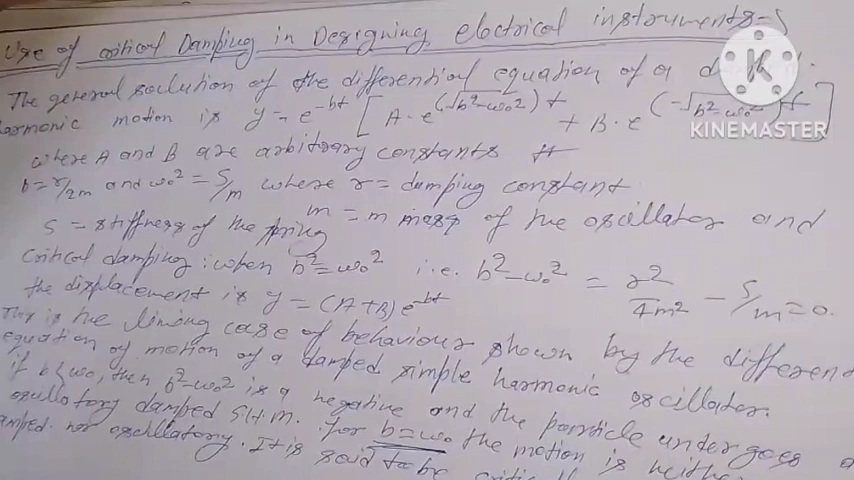 Use of critical Damping in Designing electrical instruments-S
The general soclution of the differential equation of a
harmonic motion is y = e^-bt [ A. e^(√b²-ω₀²) t + B. e^(-√b²-ω₀²) t ]
where A and B are arbitrary constants
b = r/2m and ω₀² = S/m where r = damping constant
m = m mass of the oscillator and
S = stiffness of the spring
critical damping : when b² = ω₀² i.e. b² - ω₀² = r²/4m² - S/m = 0.
the displacement is y = (A+B) e^-bt
This is the liming case of behaviour shown by the different
equation of motion of a damped simple harmonic oscillator.
if b < ω₀, then b² - ω₀² is a negative and the particle undergoes
oscillatory damped S.H.M. for b = ω₀ the motion is neither
amped nor oschillatory. It is said to be
KINEMASTER